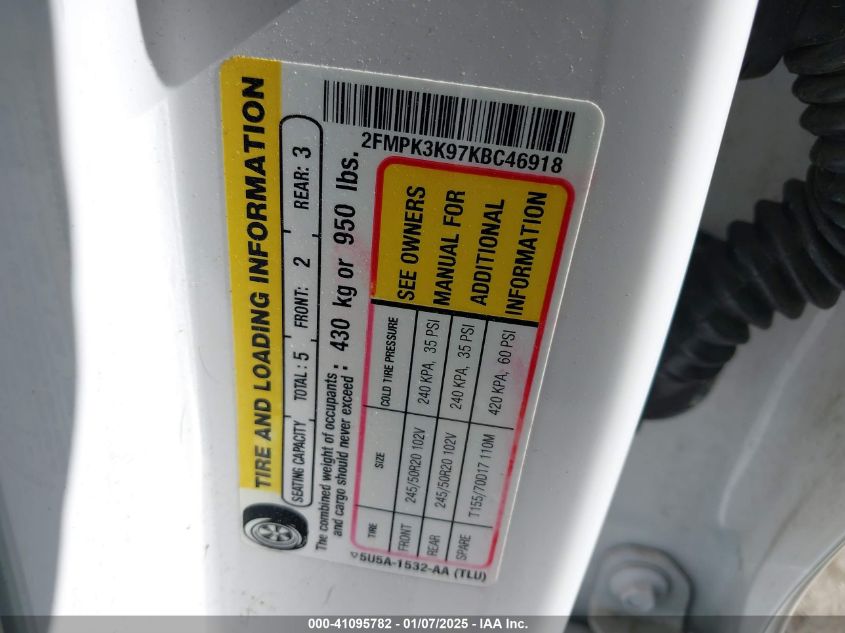 TIRE AND LOADING INFORMATION
SEATING CAPACITY TOTAL : 5 FRONT: 2 REAR: 3
The combined weight of occupants
and cargo should never exceed : 430 kg or 950 lbs.
2FMPK3K97KBC46918
TIRE SIZE COLD TIRE PRESSURE
FRONT 245/50R20 102V 240 KPA, 35 PSI
REAR 245/50R20 102V 240 KPA, 35 PSI
SPARE T155/70D17 110M 420 KPA, 60 PSI
SEE OWNERS
MANUAL FOR
ADDITIONAL
INFORMATION
5U5A-1532-AA (TLU)
000-41095782 - 01/07/2025 - IAA Inc.